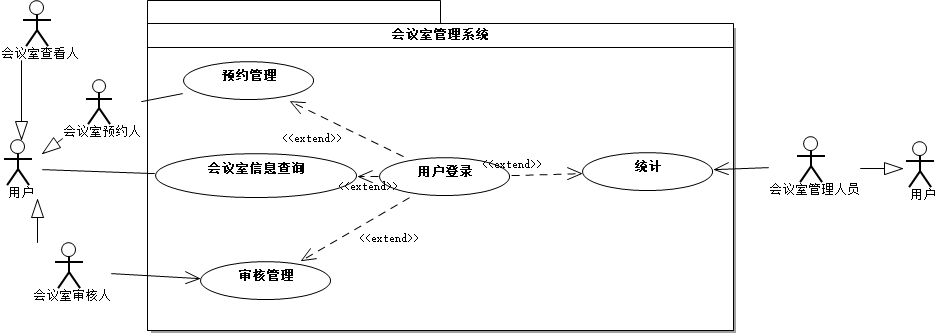 会议室管理系统
会议室查看人
预约管理
会议室预约人
<<extend>>
用户
会议室信息查询
<<extend>>
用户登录
<<extend>>
统计
会议室管理人员
用户
<<extend>>
审核管理
会议室审核人